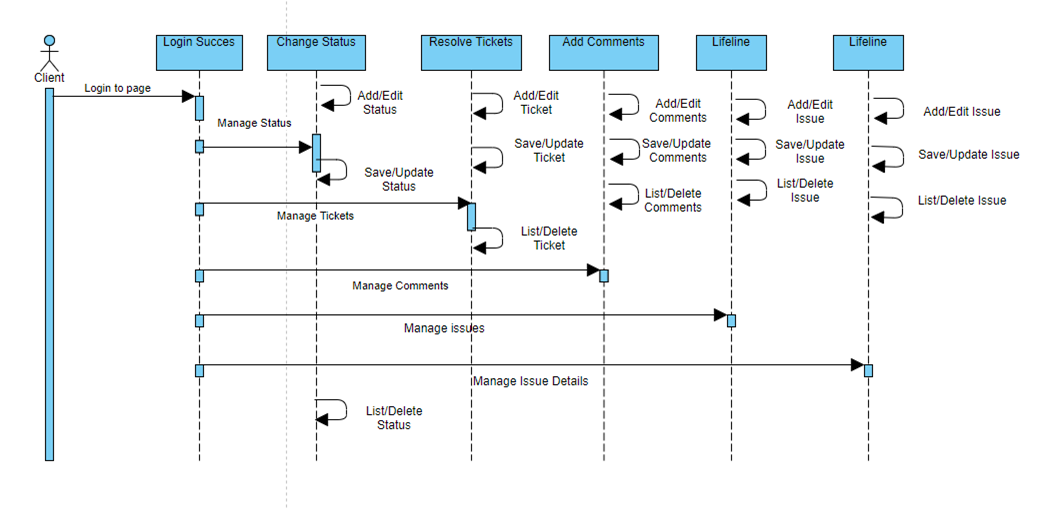 Login Succes
Change Status
Resolve Tickets
Add Comments
Lifeline
Lifeline
Client
Login to page
Add/Edit
Status
Add/Edit
Ticket
Add/Edit
Comments
Add/Edit
Issue
Add/Edit Issue
Manage Status
Save/Update
Status
Save/Update
Ticket
Save/Update
Comments
Save/Update
Issue
Save/Update Issue
List/Delete
Comments
List/Delete
Issue
List/Delete Issue
Manage Tickets
List/Delete
Ticket
Manage Comments
Manage issues
Manage Issue Details
List/Delete
Status